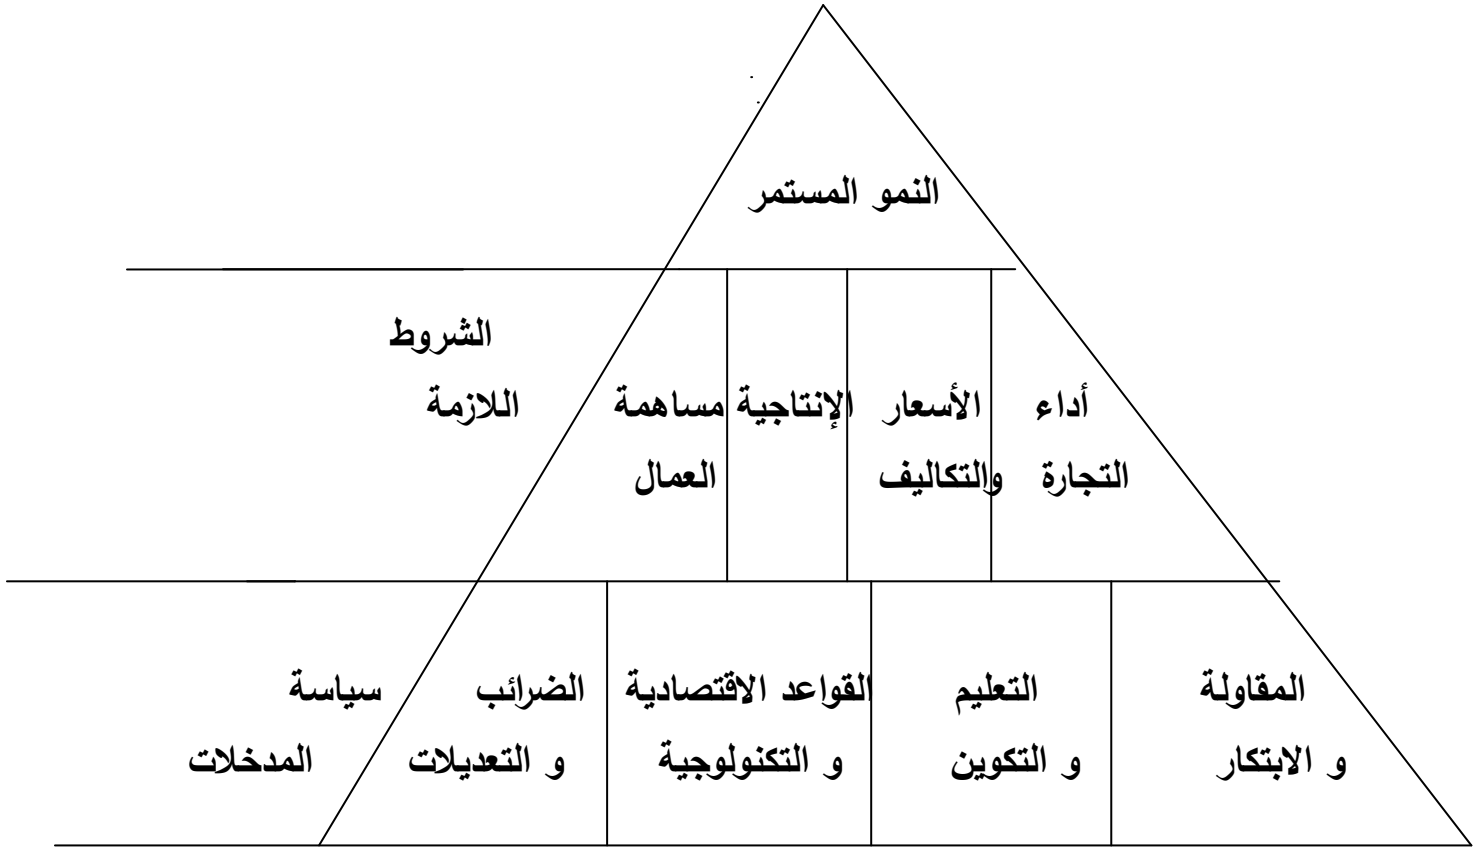 النمو المستمر
الشروط
اللازمة
أداء
التجارة
الأسعار
والتكاليف
الإنتاجية
مساهمة
العمال
المقاولة
و الابتكار
التعليم
و التكوين
القواعد الاقتصادية
و التكنولوجية
الضرائب
و التعديلات
سياسة
المدخلات